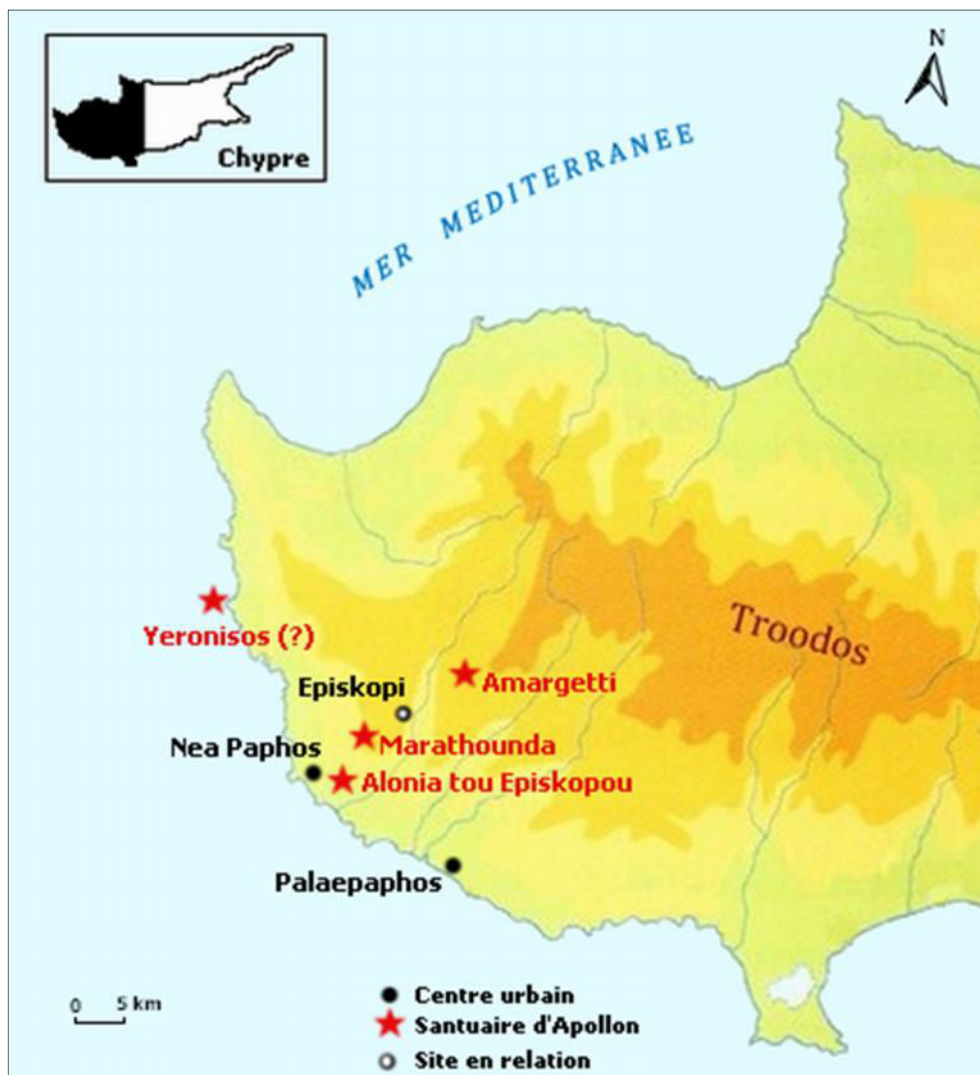 Chypre
N
MER MEDITERRANEE
Troodos
Yeronisos (?)
Episkopi
Amargetti
Nea Paphos
Marathounda
Alonia tou Episkopou
Palaepaphos
0 5 km
Centre urbain
Santuaire d'Apollon
Site en relation